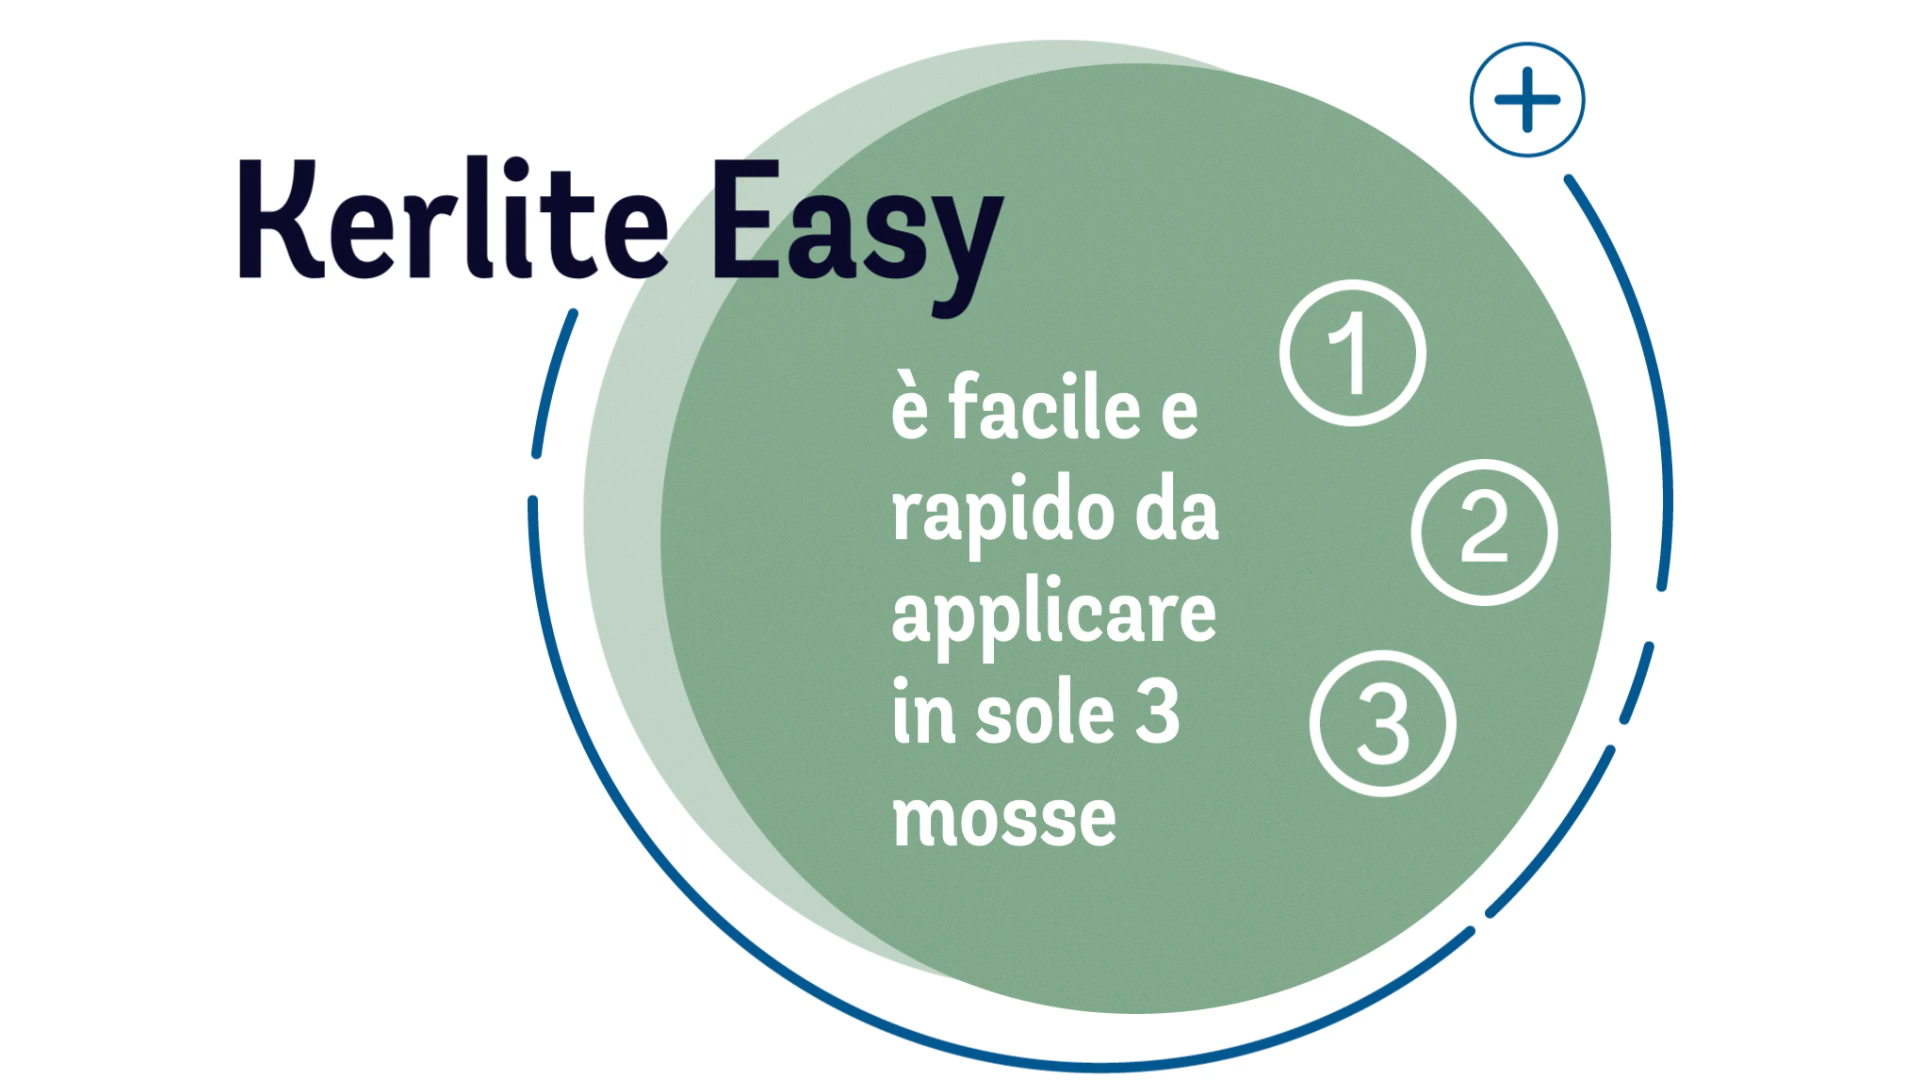 Kerlite Easy
è facile e
rapido da
applicare
in sole 3
mosse
1
2
3